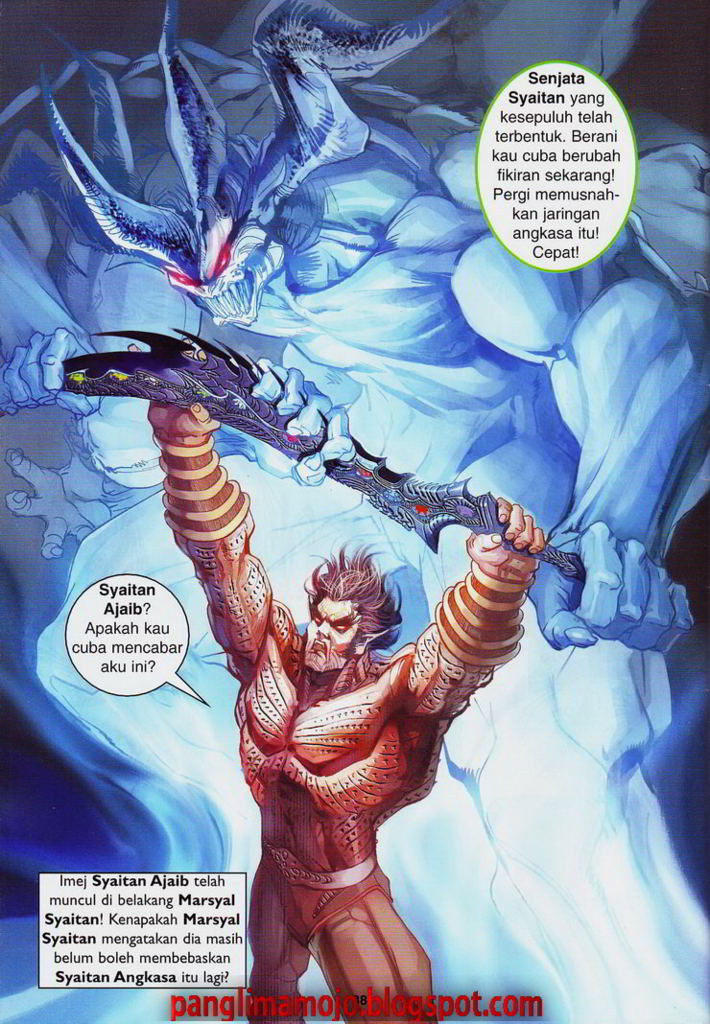 Senjata
Syaitan yang
kesepuluh telah
terbentuk. Berani
kau cuba berubah
fikiran sekarang!
Pergi memusnah-
kan jaringan
angkasa itu!
Cepat!
Syaitan
Ajaib?
Apakah kau
cuba mencabar
aku ini?
Imej Syaitan Ajaib telah
muncul di belakang Marsyal
Syaitan! Kenapakah Marsyal
Syaitan mengatakan dia masih
belum boleh membebaskan
Syaitan Angkasa itu lagi?
panglimamojo.blogspot.com